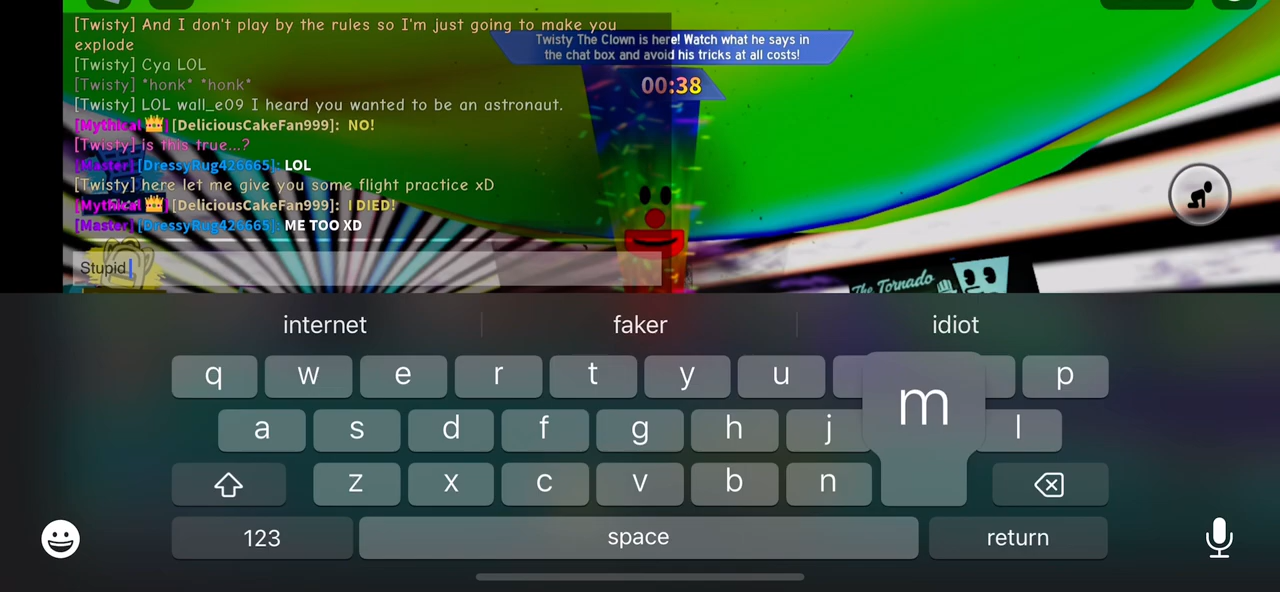 [Twisty] And I don't play by the rules so I'm just going to make you
explode
[Twisty] Cya LOL
[Twisty] *honk* *honk*
[Twisty] LOL wall_e09 I heard you wanted to be an astronaut.
[Mythical 👑] [DeliciousCakeFan999]: NO!
[Twisty] is this true...?
[Master] [DressyRug426665]: LOL
[Twisty] here let me give you some flight practice xD
[Mythical 👑] [DeliciousCakeFan999]: I DIED!
[Master] [DressyRug426665]: ME TOO XD
Stupid
Twisty The Clown is here! Watch what he says in
the chat box and avoid his tricks at all costs!
00:38
The Tornado
internet faker idiot
q w e r t y u p
a s d f g h j l
z x c v b n m
123 space return